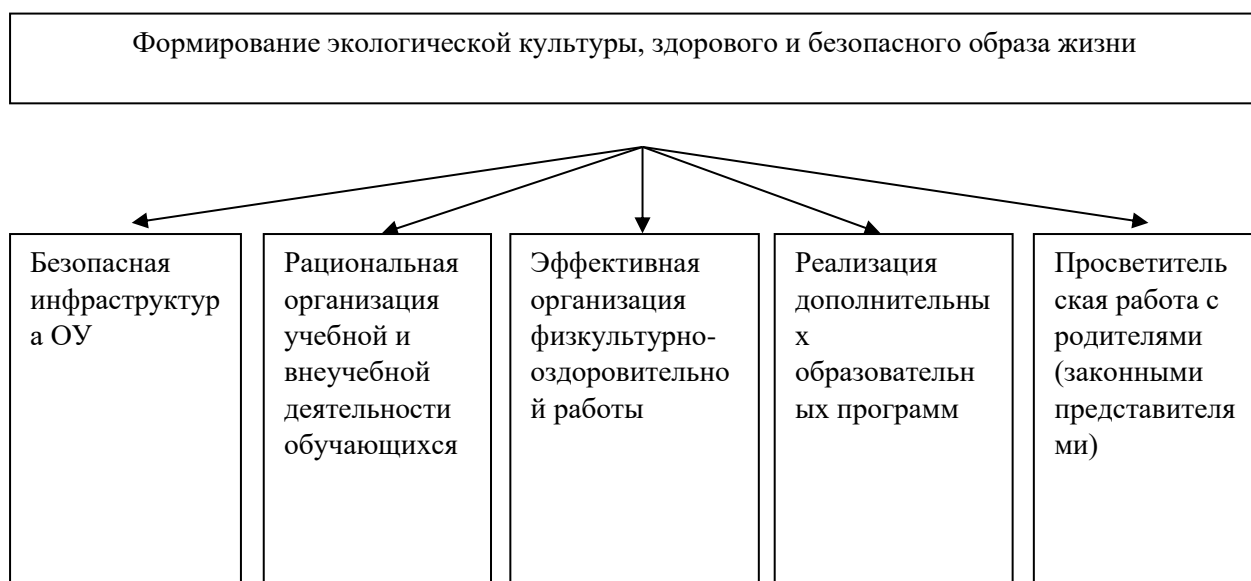 Формирование экологической культуры, здорового и безопасного образа жизни
Безопасная
инфраструктур
а ОУ
Рациональная
организация
учебной и
внеучебной
деятельности
обучающихся
Эффективная
организация
физкультурно-
оздоровительно
й работы
Реализация
дополнительны
х
образовательн
ых программ
Просветитель
ская работа с
родителями
(законными
представителя
ми)